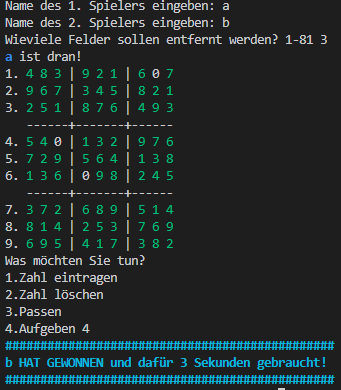 Name des 1. Spielers eingeben: a
Name des 2. Spielers eingeben: b
Wieviele Felder sollen entfernt werden? 1-81 3
a ist dran!
1. 4 8 3 | 9 2 1 | 6 0 7
2. 9 6 7 | 3 4 5 | 8 2 1
3. 2 5 1 | 8 7 6 | 4 9 3
------+-------+------
4. 5 4 0 | 1 3 2 | 9 7 6
5. 7 2 9 | 5 6 4 | 1 3 8
6. 1 3 6 | 0 9 8 | 2 4 5
------+-------+------
7. 3 7 2 | 6 8 9 | 5 1 4
8. 8 1 4 | 2 5 3 | 7 6 9
9. 6 9 5 | 4 1 7 | 3 8 2
Was möchten Sie tun?
1.Zahl eintragen
2.Zahl löschen
3.Passen
4.Aufgeben 4
###############################################
b HAT GEWONNEN und dafür 3 Sekunden gebraucht!
###############################################